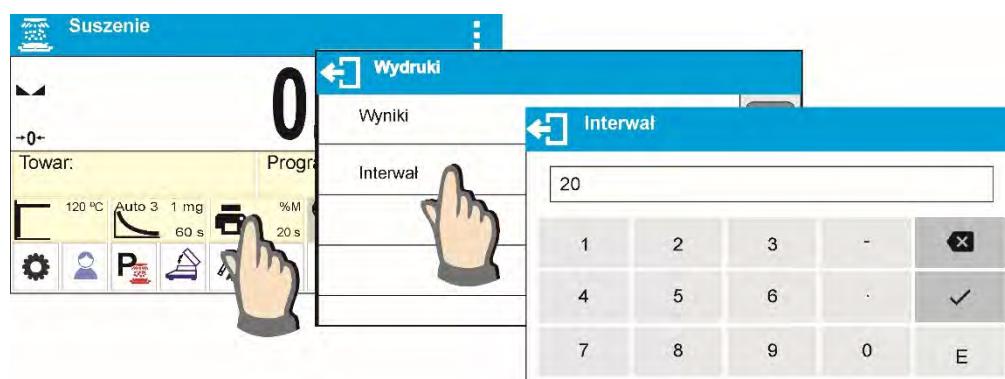 Suszenie
0
→0←
Towar:
Progra
120 °C
Auto 3 1 mg
60 s
%M
20 s
P
Wydruki
Wyniki
Interwał
Interwał
20
1 2 3 -
4 5 6 .
7 8 9 0 E